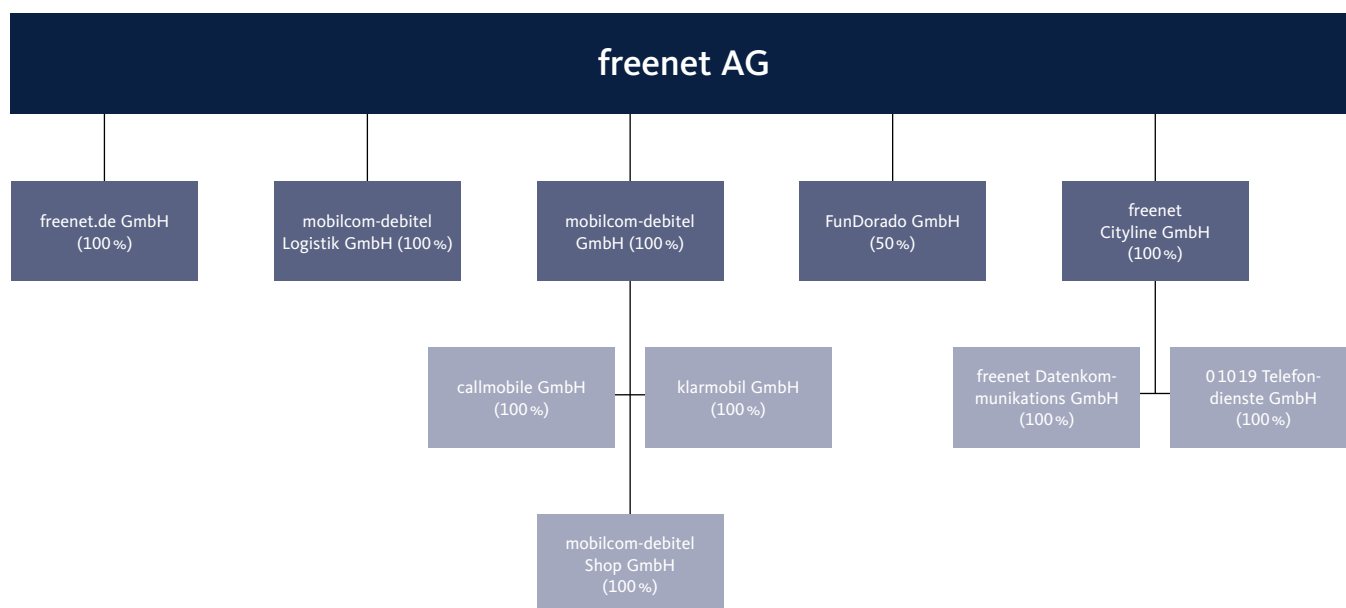 freenet AG
freenet.de GmbH
(100 %)
mobilcom-debitel
Logistik GmbH (100 %)
mobilcom-debitel
GmbH (100 %)
FunDorado GmbH
(50 %)
freenet
Cityline GmbH
(100 %)
callmobile GmbH
(100 %)
klarmobil GmbH
(100 %)
freenet Datenkom-
munikations GmbH
(100 %)
0 10 19 Telefon-
dienste GmbH
(100 %)
mobilcom-debitel
Shop GmbH
(100 %)